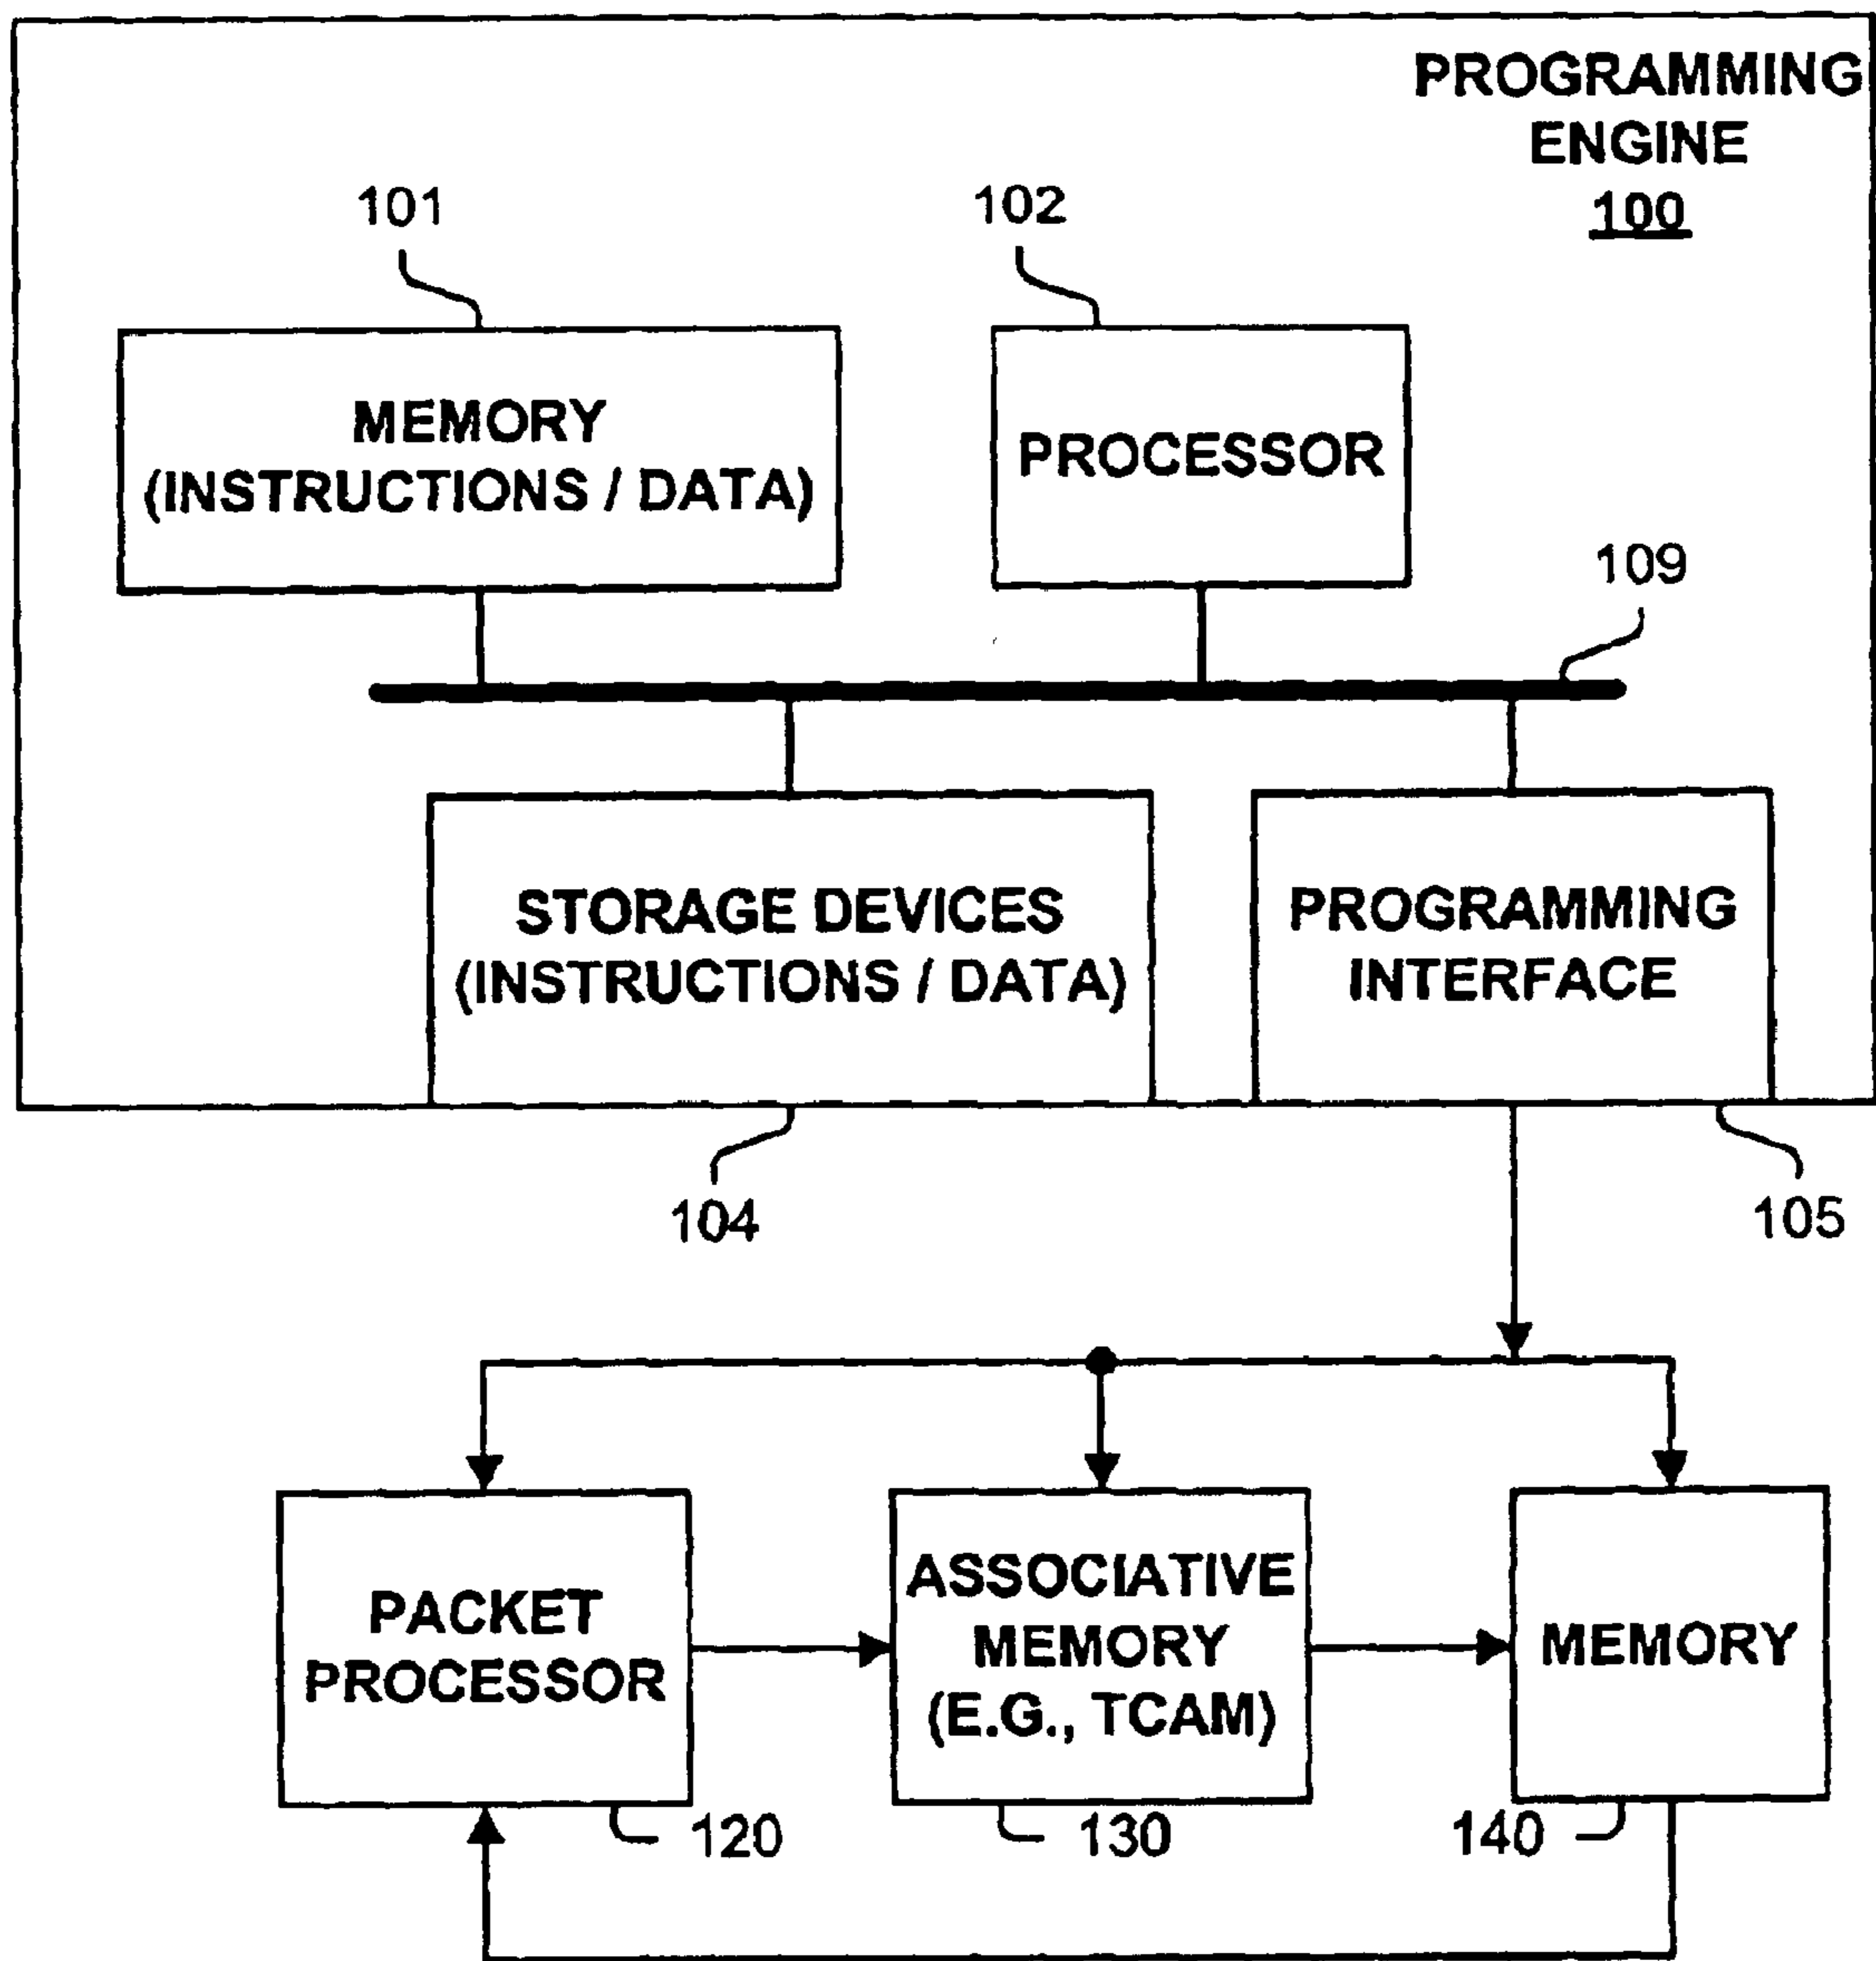 PROGRAMMING
ENGINE
100
101
102
MEMORY
(INSTRUCTIONS / DATA)
PROCESSOR
109
STORAGE DEVICES
(INSTRUCTIONS / DATA)
PROGRAMMING
INTERFACE
104
105
PACKET
PROCESSOR
ASSOCIATIVE
MEMORY
(E.G., TCAM)
MEMORY
120
130
140